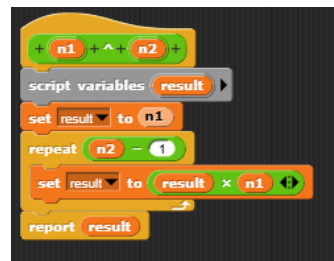 + n1 + ^ + n2 +
script variables result
set result to n1
repeat n2 − 1
set result to result × n1
report result